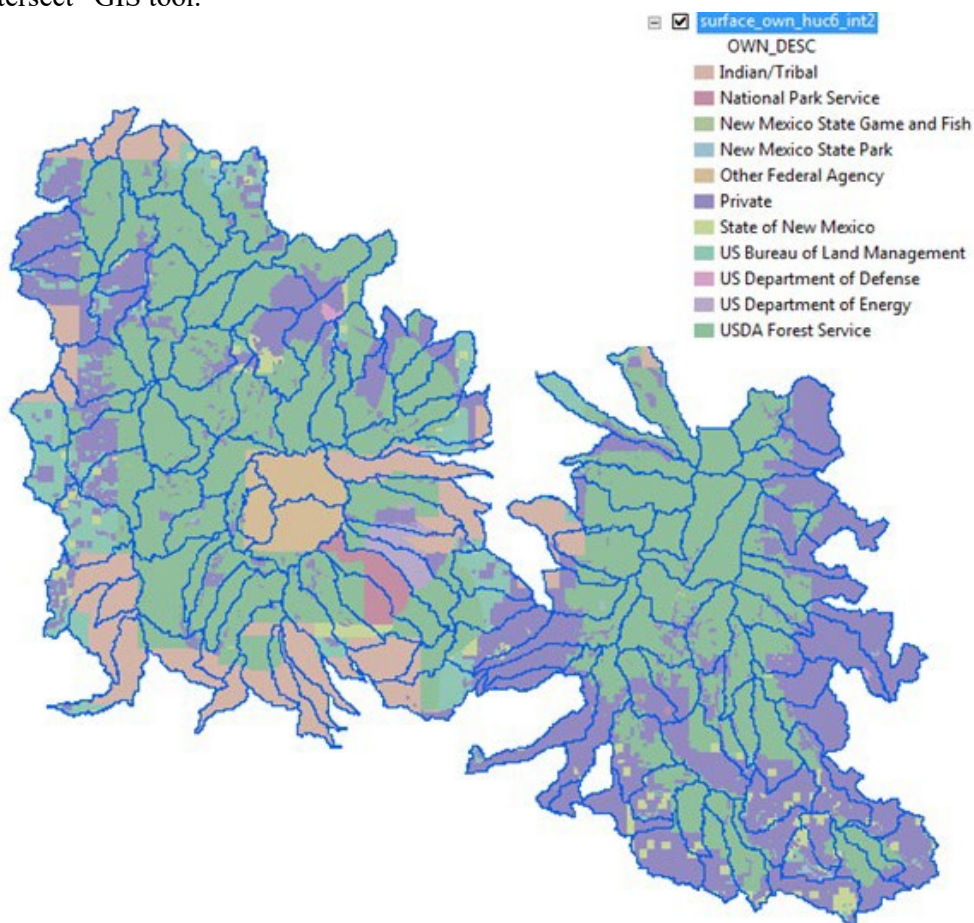 GIS tool.
surface_own_huc6_int2
OWN_DESC
Indian/Tribal
National Park Service
New Mexico State Game and Fish
New Mexico State Park
Other Federal Agency
Private
State of New Mexico
US Bureau of Land Management
US Department of Defense
US Department of Energy
USDA Forest Service